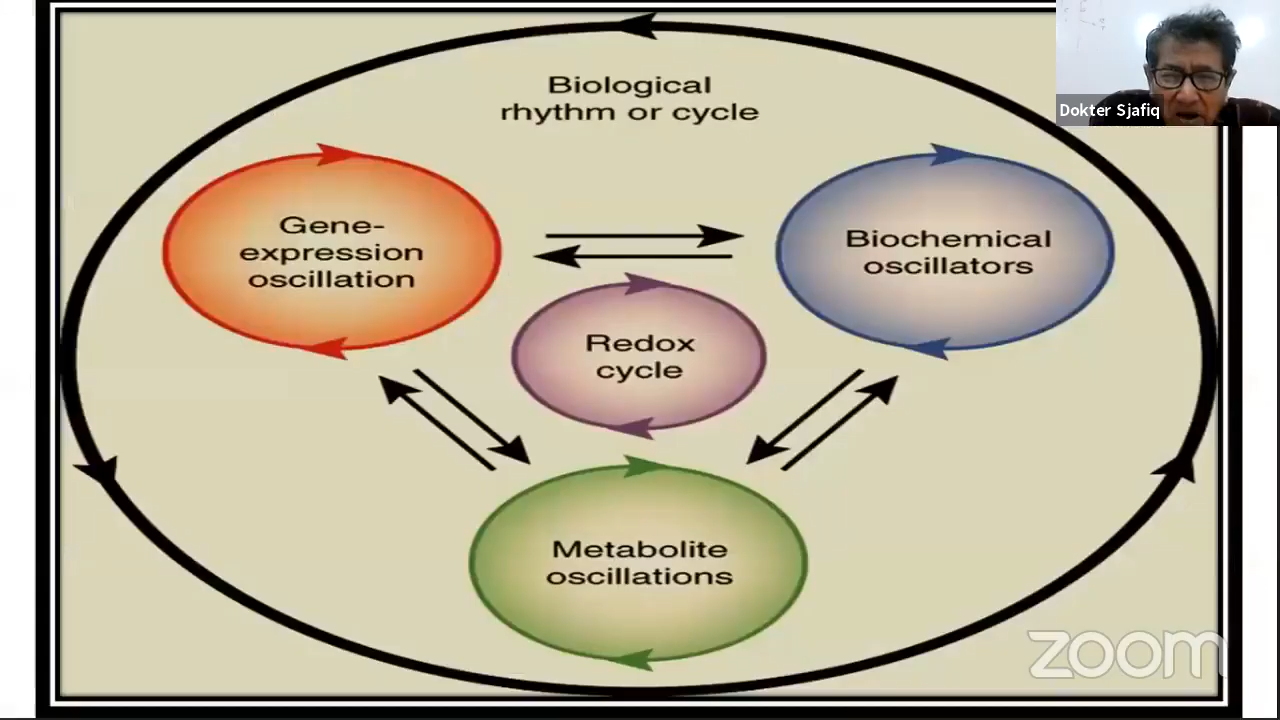 Biological
rhythm or cycle
Dokter Sjafiq
Gene-
expression
oscillation
Biochemical
oscillators
Redox
cycle
Metabolite
oscillations
zoom